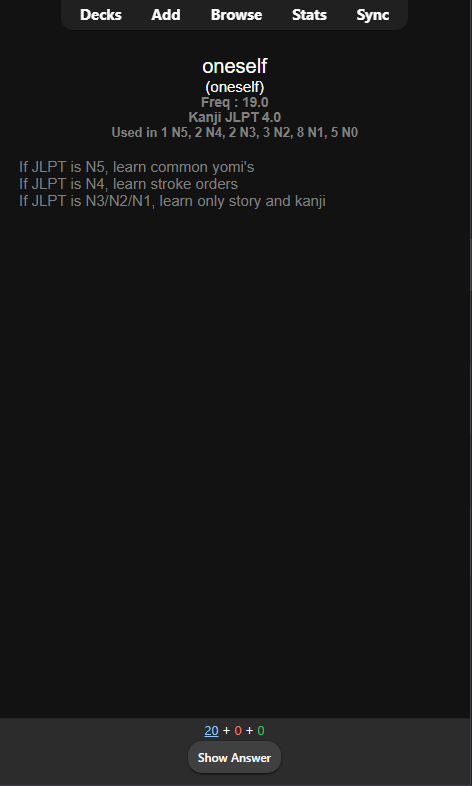 Decks Add Browse Stats Sync
oneself
(oneself)
Freq : 19.0
Kanji JLPT 4.0
Used in 1 N5, 2 N4, 2 N3, 3 N2, 8 N1, 5 N0
If JLPT is N5, learn common yomi's
If JLPT is N4, learn stroke orders
If JLPT is N3/N2/N1, learn only story and kanji
20 + 0 + 0
Show Answer